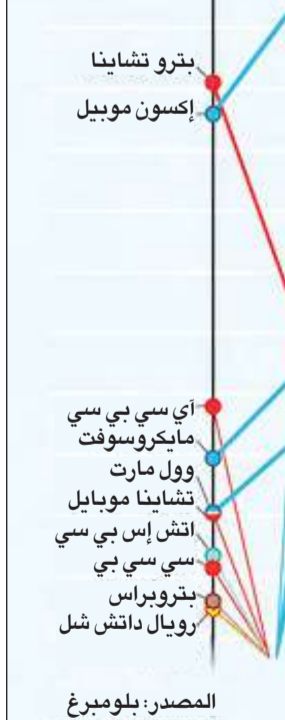 بترو تشاينا
إكسون موبيل
آي سي بي سي
مايكروسوفت
وول مارت
تشاينا موبايل
اتش إس بي سي
سي سي بي
بتروبراس
رويال داتش شل
المصدر: بلومبرغ